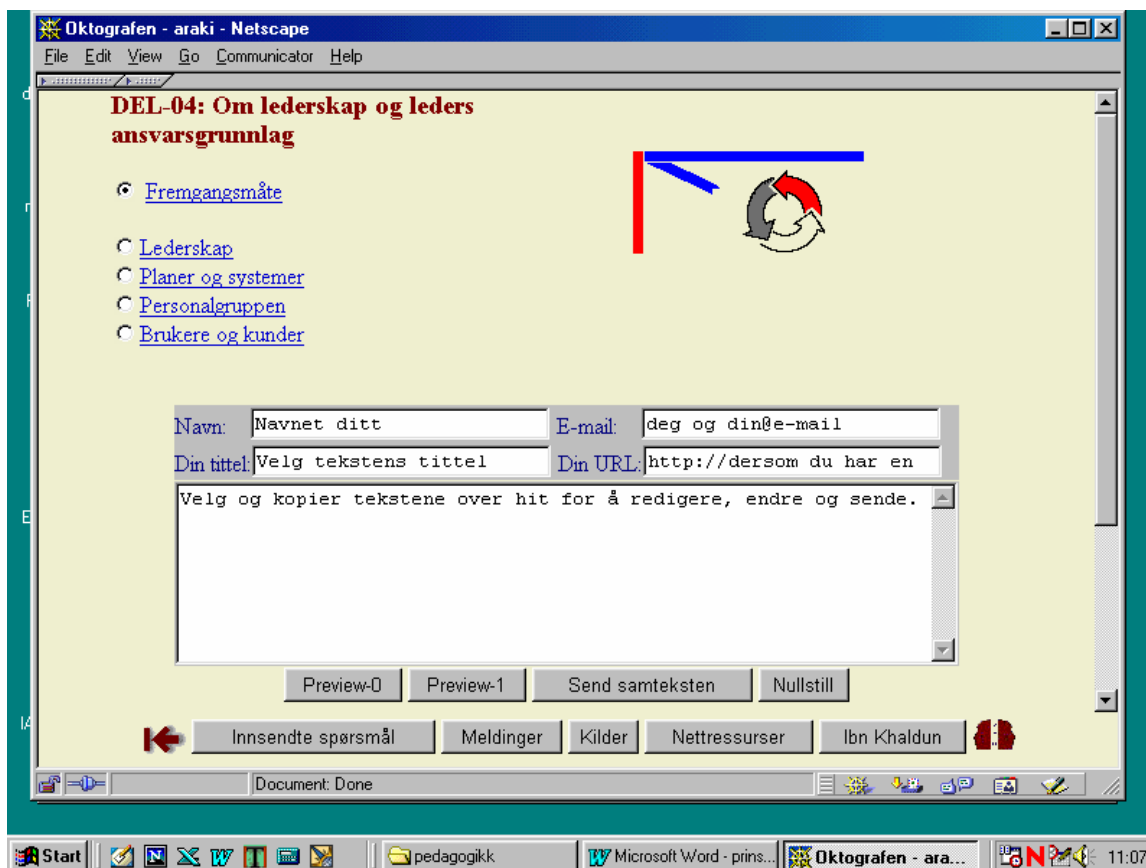 Oktografen - araki - Netscape
File Edit View Go Communicator Help
DEL-04: Om lederskap og leders
ansvarsgrunnlag
Fremgangsmåte
Lederskap
Planer og systemer
Personalgruppen
Brukere og kunder
Navn: Navnet ditt E-mail: deg og din@e-mail
Din tittel: Velg tekstens tittel Din URL: http://dersom du har en
Velg og kopier tekstene over hit for å redigere, endre og sende.
Preview-0 Preview-1 Send samteksten Nullstill
Innsendte spørsmål Meldinger Kilder Nettressurser Ibn Khaldun
Document: Done
Start pedagogikk Microsoft Word - prins... Oktografen - ara... 11:07